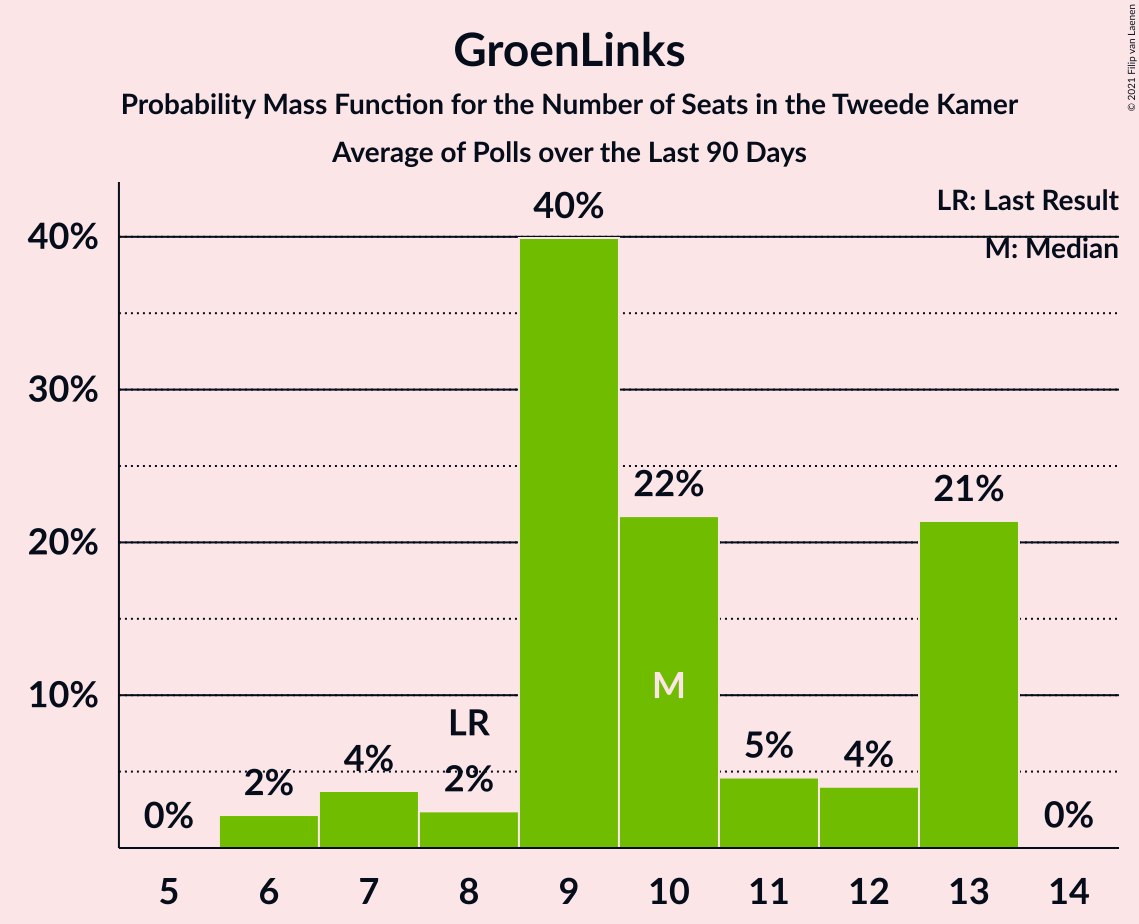 GroenLinks
Probability Mass Function for the Number of Seats in the Tweede Kamer
Average of Polls over the Last 90 Days
© 2021 Filip van Laenen
LR: Last Result
M: Median
40%
30%
20%
10%
0%
2%
4%
LR
2%
40%
22%
M
5%
4%
21%
0%
5 6 7 8 9 10 11 12 13 14